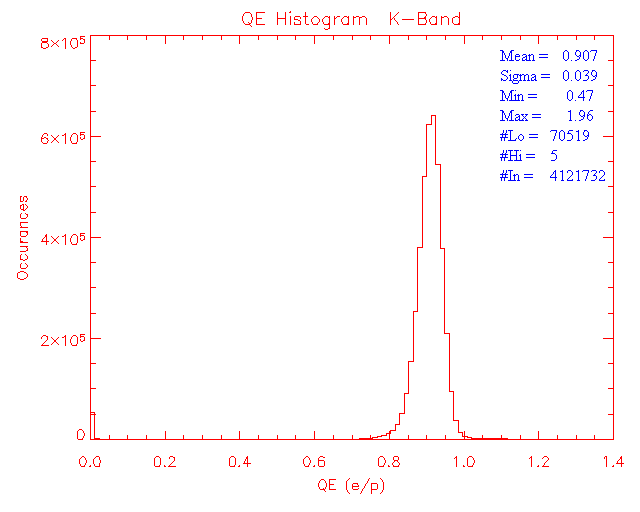 QE Histogram K-Band
8×10⁵
6×10⁵
4×10⁵
2×10⁵
0
Occurances
Mean = 0.907
Sigma = 0.039
Min = 0.47
Max = 1.96
#Lo = 70519
#Hi = 5
#In = 4121732
0.0 0.2 0.4 0.6 0.8 1.0 1.2 1.4
QE (e/p)